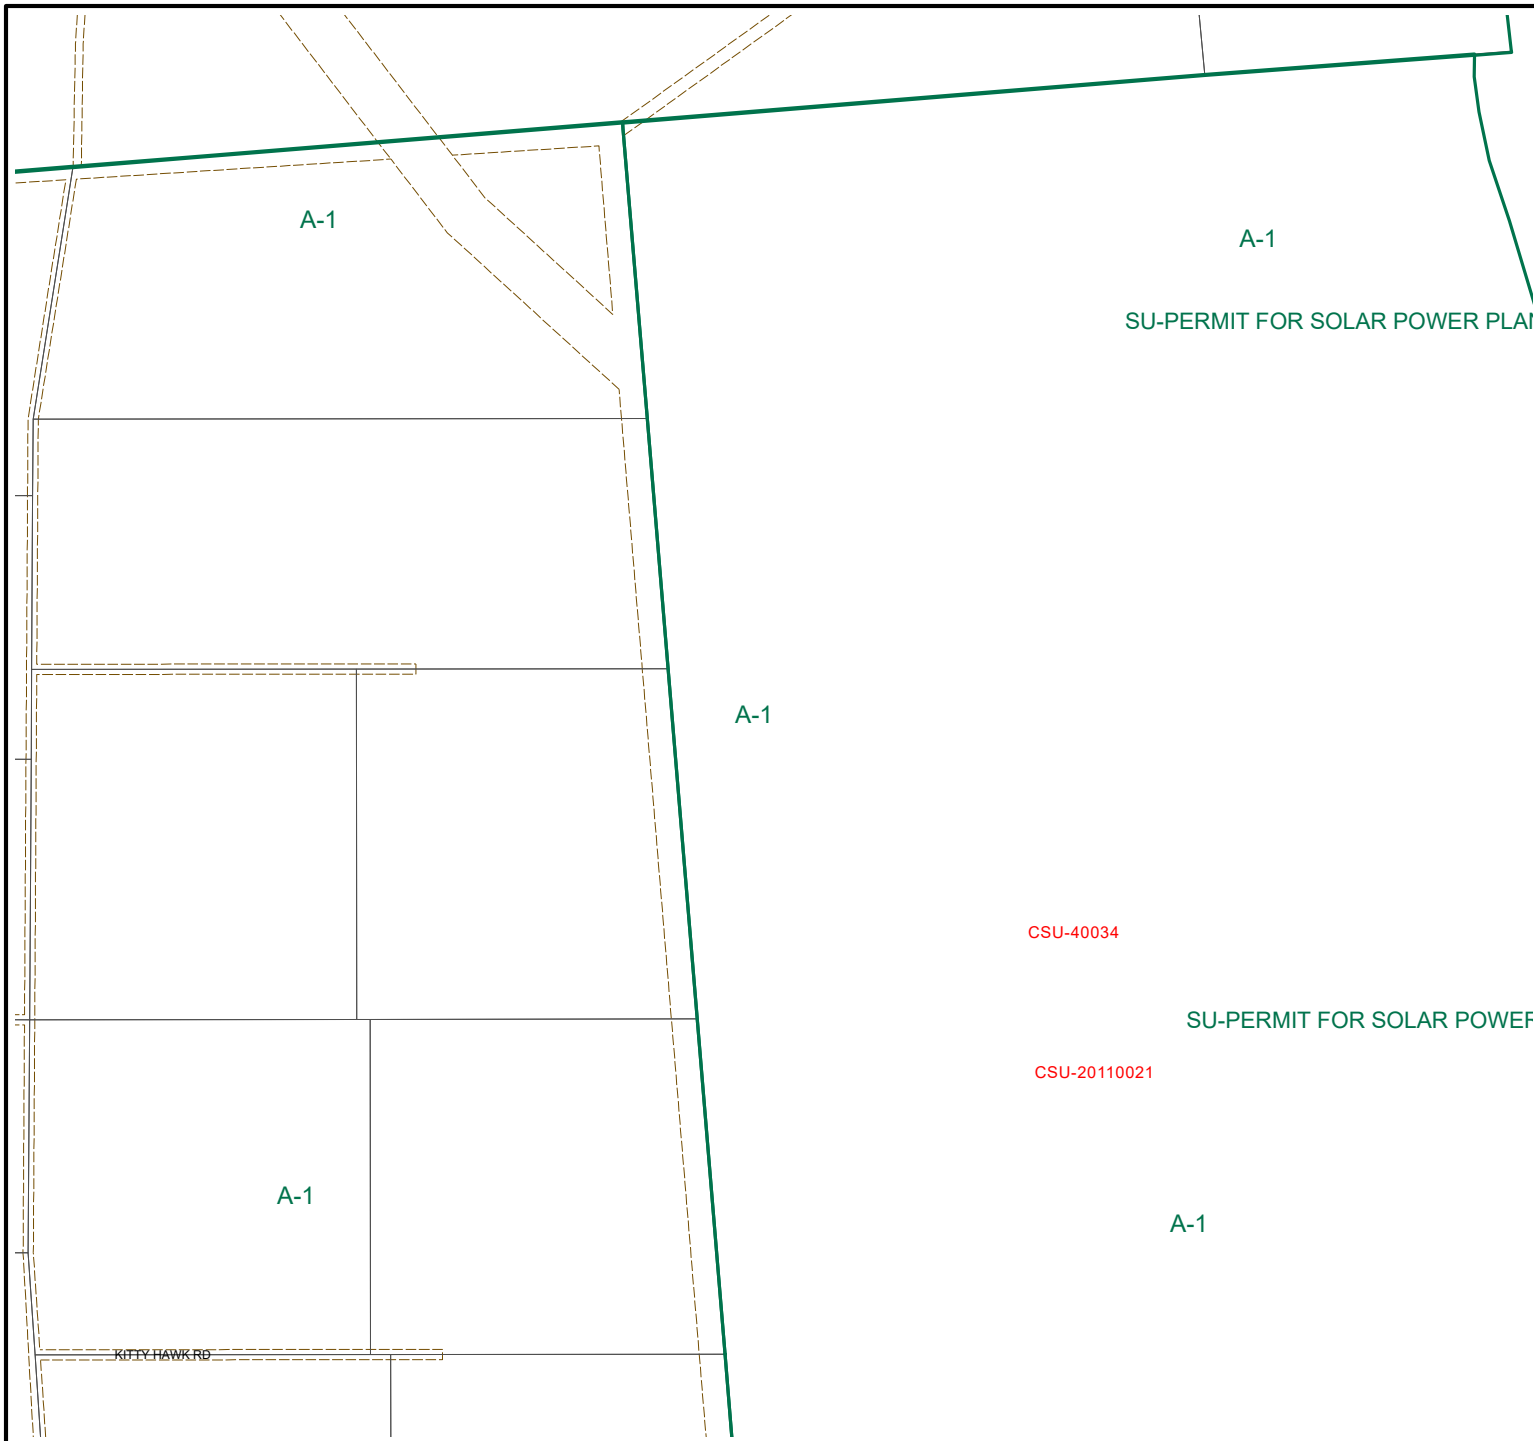 A-1
A-1
SU-PERMIT FOR SOLAR POWER PLAN
A-1
CSU-40034
SU-PERMIT FOR SOLAR POWER
CSU-20110021
A-1
A-1
KITTY HAWK RD